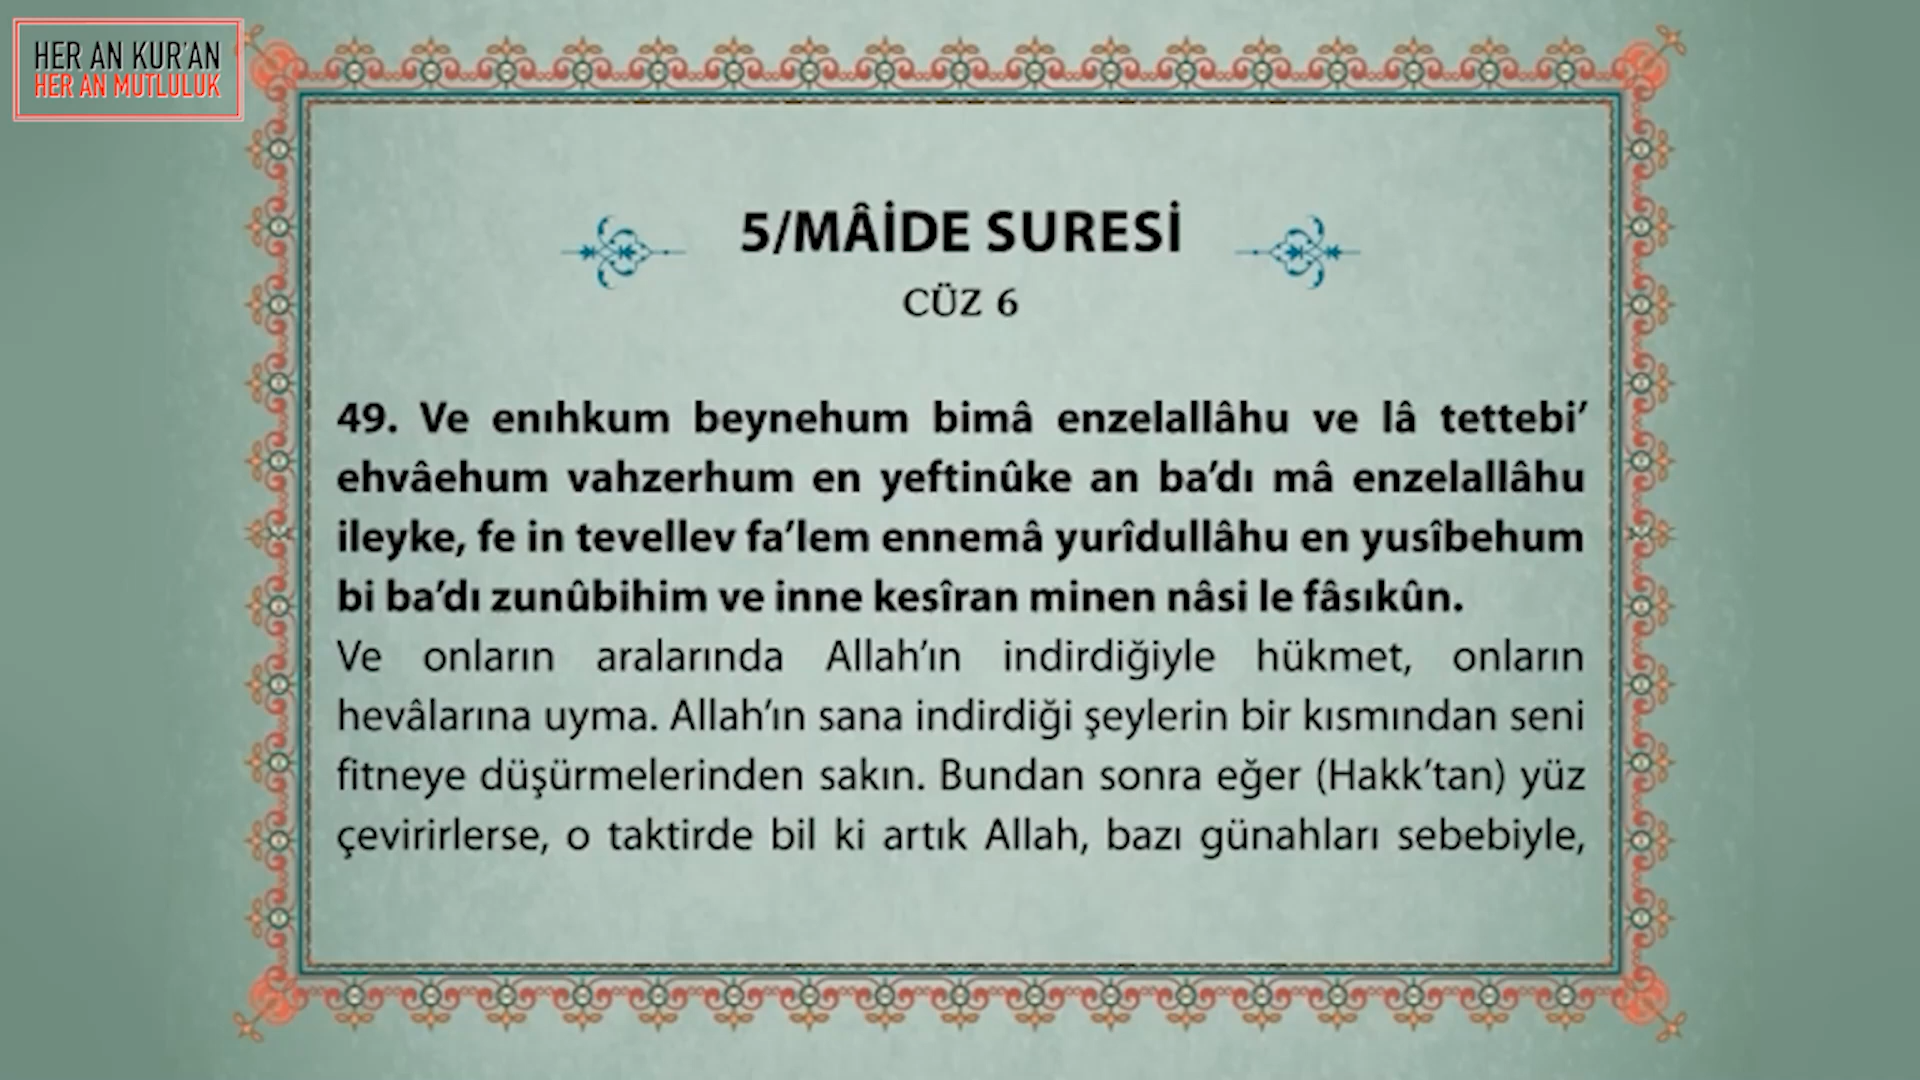 HER AN KUR'AN
HER AN MUTLULUK
5/MÂİDE SURESİ
CÜZ 6
49. Ve enıhkum beynehum bimâ enzelallâhu ve lâ tettebi’
ehvâehum vahzerhum en yeftinûke an ba’dı mâ enzelallâhu
ileyke, fe in tevellev fa’lem ennemâ yurîdullâhu en yusîbehum
bi ba’dı zunûbihim ve inne kesîran minen nâsi le fâsıkûn.
Ve onların aralarında Allah’ın indirdiğiyle hükmet, onların
hevâlarına uyma. Allah’ın sana indirdiği şeylerin bir kısmından seni
fitneye düşürmelerinden sakın. Bundan sonra eğer (Hakk’tan) yüz
çevirirlerse, o taktirde bil ki artık Allah, bazı günahları sebebiyle,